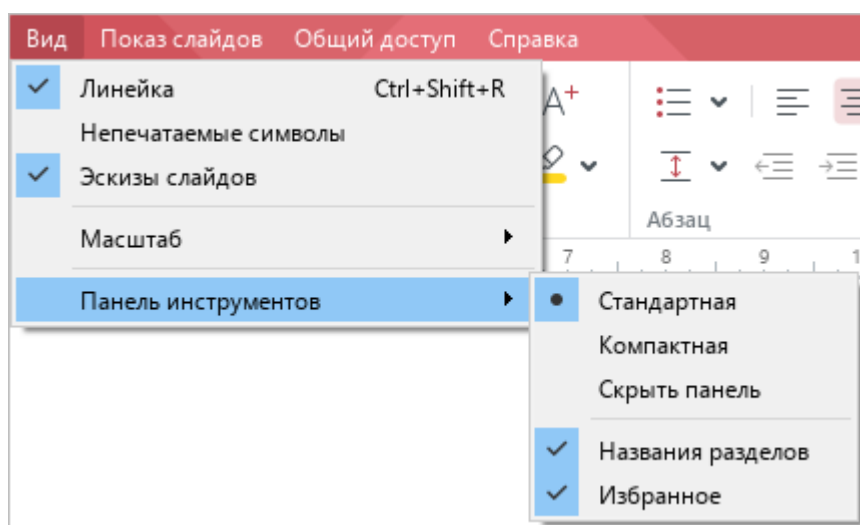 Вид Показ слайдов Общий доступ Справка
Линейка Ctrl+Shift+R
Непечатаемые символы
Эскизы слайдов
Масштаб
Панель инструментов
A+
Абзац
7 8 9 1
Стандартная
Компактная
Скрыть панель
Названия разделов
Избранное